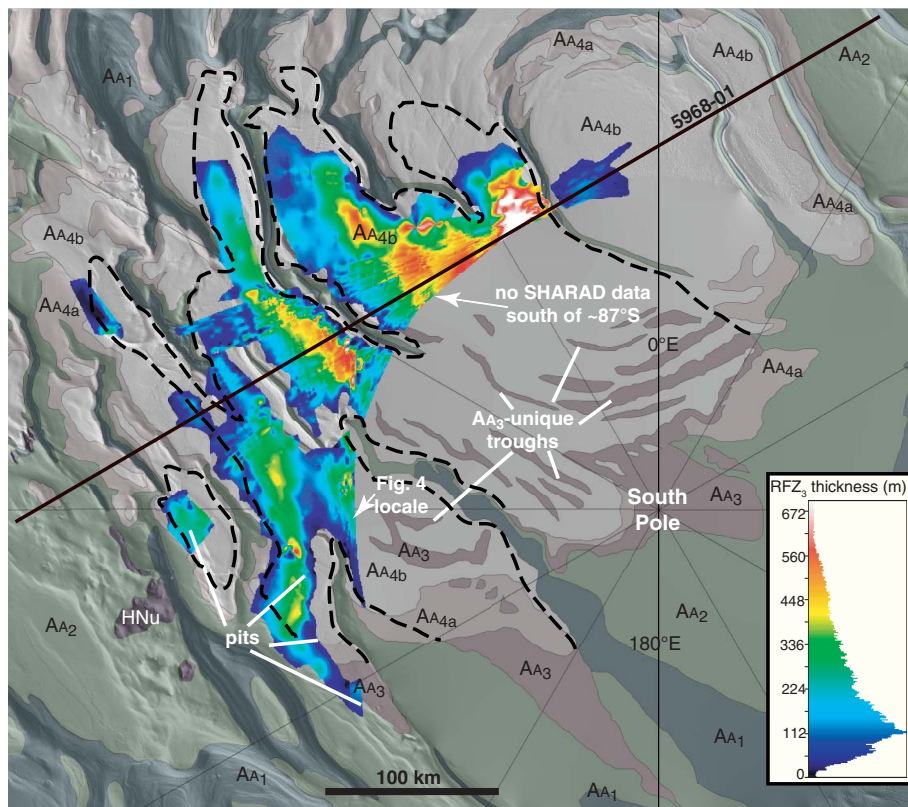 AA4a
AA4b
AA2
AA1
5968-01
AA4b
AA4b
AA4b
AA4a
AA4a
no SHARAD data
south of ~87°S
0°E
AA4a
AA3-unique
troughs
Fig. 4
locale
South
Pole
AA3
RFZ3 thickness (m)
672
560
448
336
224
112
0
AA3
AA4b
HNu
AA2
AA4a
AA2
pits
180°E
AA3
AA3
AA1
AA1
AA1
100 km